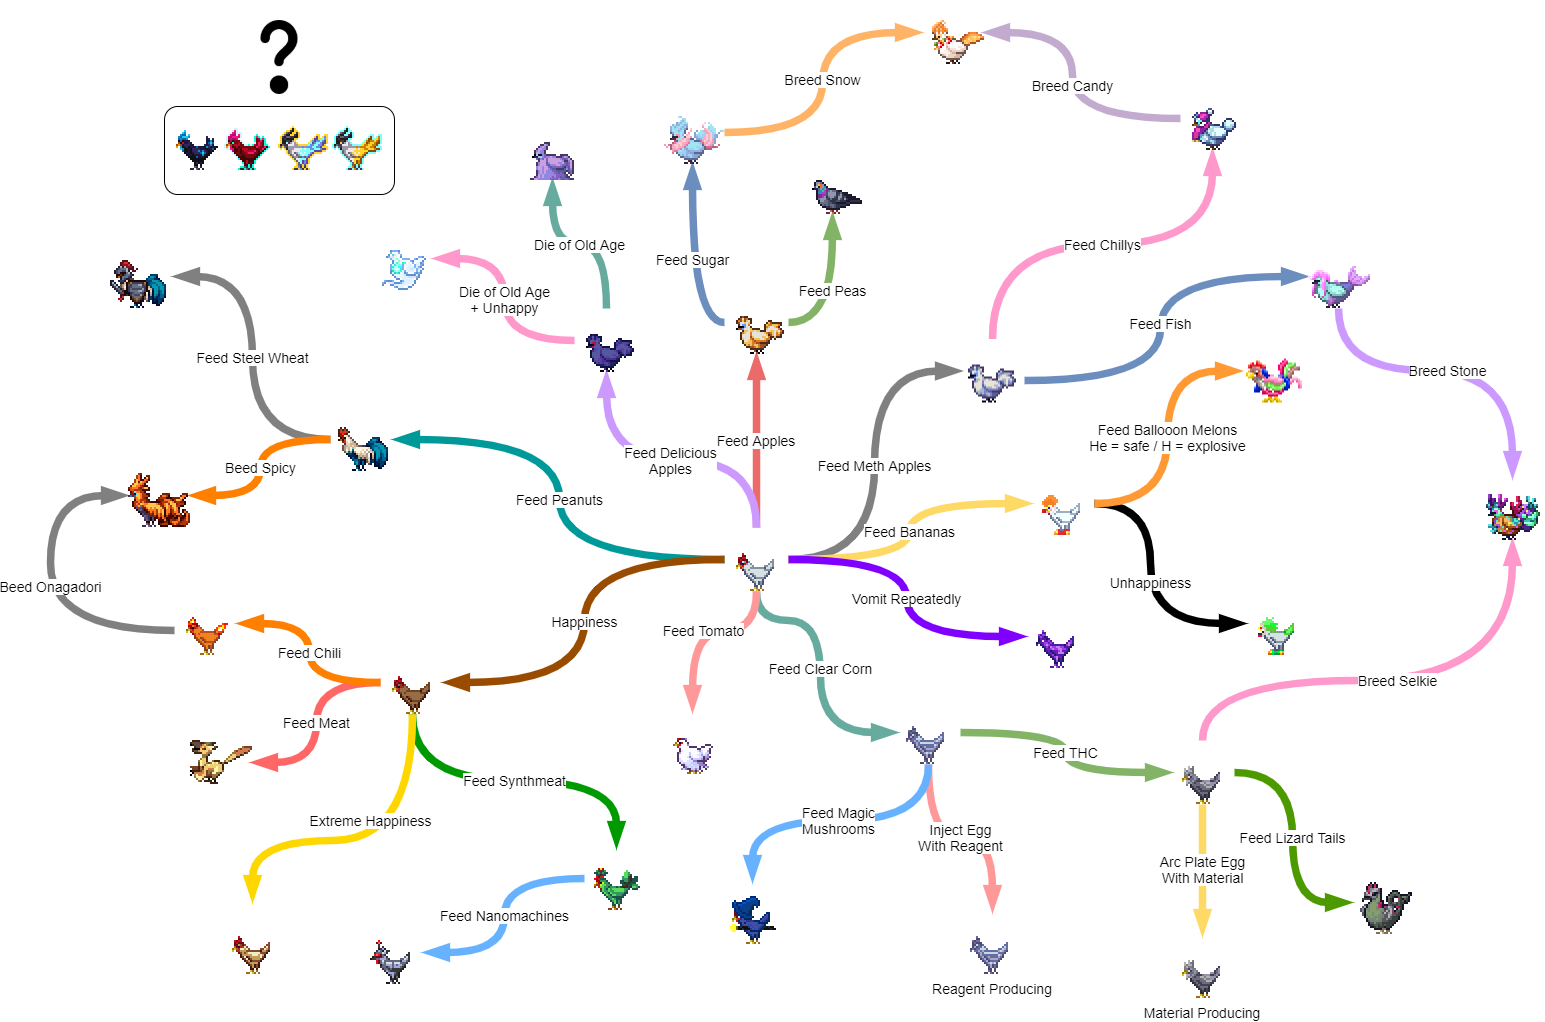 ?
Breed Snow
Breed Candy
Die of Old Age
Feed Sugar
Feed Chillys
Die of Old Age
+ Unhappy
Feed Peas
Feed Fish
Feed Steel Wheat
Breed Stone
Feed Ballooon Melons
He = safe / H = explosive
Feed Apples
Feed Delicious
Apples
Feed Meth Apples
Beed Spicy
Feed Peanuts
Feed Bananas
Beed Onagadori
Unhappiness
Vomit Repeatedly
Happiness
Feed Tomato
Feed Chili
Feed Clear Corn
Breed Selkie
Feed Meat
Feed THC
Feed Synthmeat
Extreme Happiness
Feed Magic
Mushrooms
Inject Egg
With Reagent
Feed Lizard Tails
Arc Plate Egg
With Material
Feed Nanomachines
Reagent Producing
Material Producing